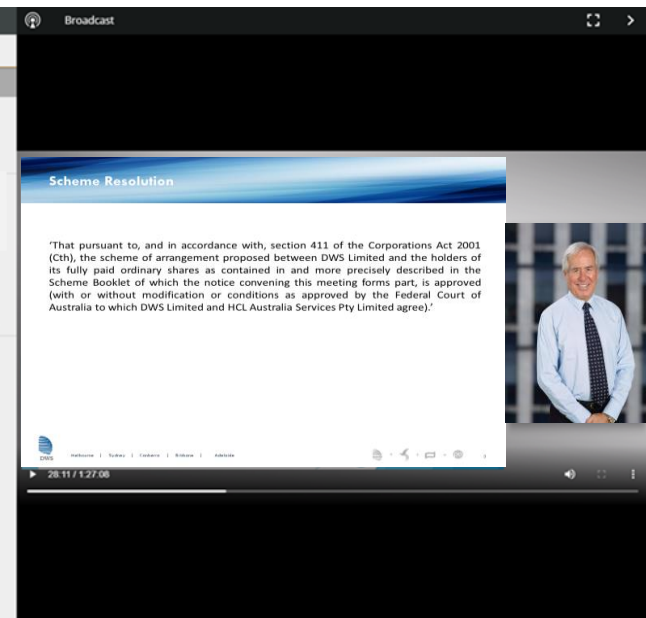 Broadcast
Scheme Resolution
'That pursuant to, and in accordance with, section 411 of the Corporations Act 2001
(Cth), the scheme of arrangement proposed between DWS Limited and the holders of
its fully paid ordinary shares as contained in and more precisely described in the
Scheme Booklet of which the notice convening this meeting forms part, is approved
(with or without modification or conditions as approved by the Federal Court of
Australia to which DWS Limited and HCL Australia Services Pty Limited agree).'
DWS
Melbourne | Sydney | Canberra | Brisbane | Adelaide
28:11 / 1:27:06